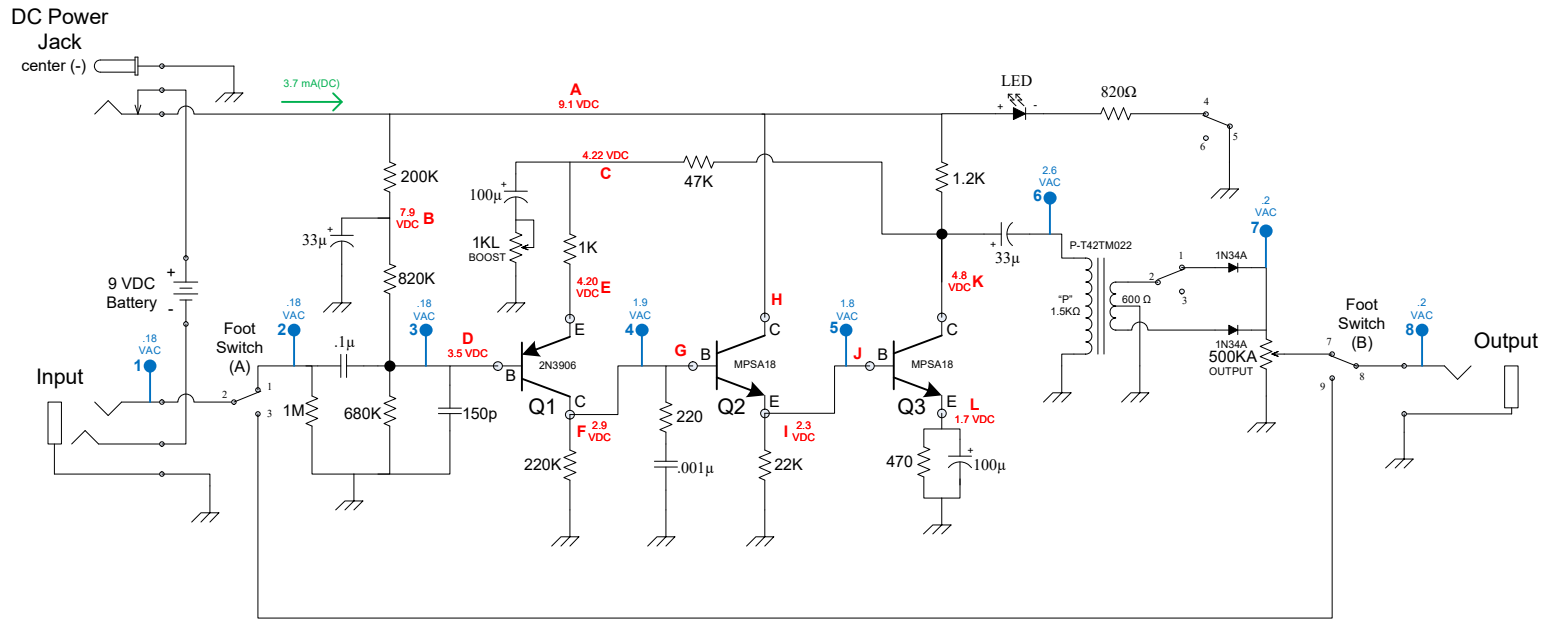 DC Power
Jack
center (-)
3.7 mA(DC)
A
9.1 VDC
LED
+
-
820Ω
4
5
6
200K
4.22 VDC
C
47K
1.2K
2.6
VAC
6
100µ
+
7.9
VDC
B
33µ
+
1KL
BOOST
1K
.2
VAC
7
P-T42TM022
1N34A
+
33µ
9 VDC
Battery
+
-
820K
4.20
VDC
E
4.8
VDC
K
"P"
1.5KΩ
600 Ω
1
2
3
Foot
Switch
(B)
H
.18
VAC
1
Foot
Switch
(A)
.18
VAC
2
.18
VAC
3
1.9
VAC
4
1.8
VAC
5
.2
VAC
8
.1µ
D
3.5 VDC
E
B
C
2N3906
Q1
G
C
B
E
MPSA18
Q2
J
C
B
E
MPSA18
Q3
1N34A
500KA
OUTPUT
7
8
9
Output
Input
2
1
3
1M
680K
150p
F
2.9
VDC
220
I
2.3
VDC
L
1.7 VDC
220K
.001µ
22K
470
+
100µ